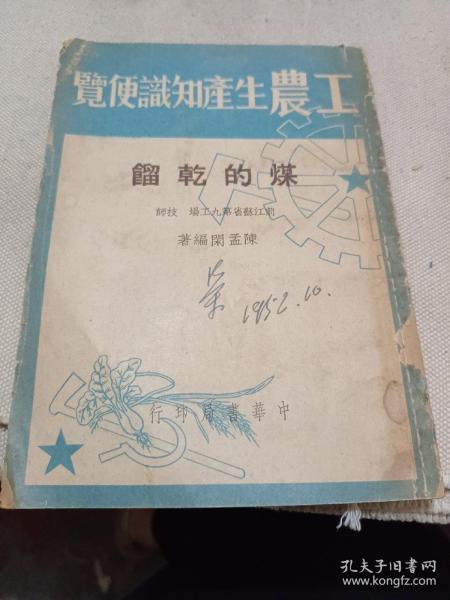 工農生產知識便覽
煤的乾餾
前江蘇省第九工場 技師
陳孟閑編著
1952.10.
中華書局印行
孔夫子旧书网
www.kongfz.com